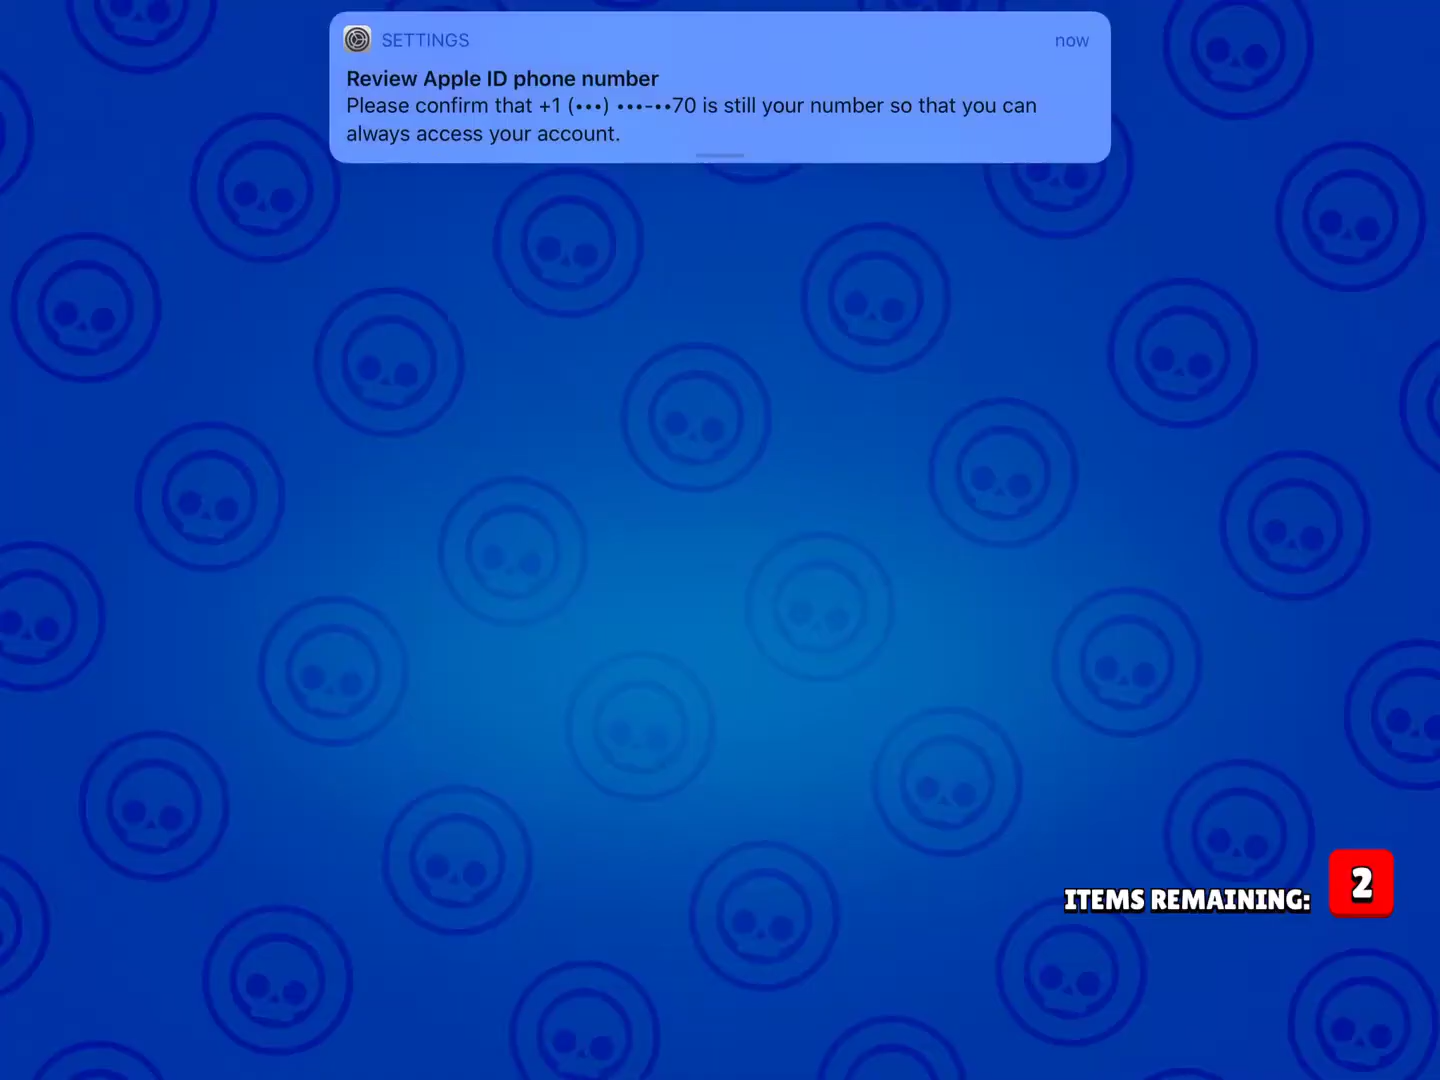 SETTINGS now
Review Apple ID phone number
Please confirm that +1 (•••) •••-••70 is still your number so that you can
always access your account.
ITEMS REMAINING: 2